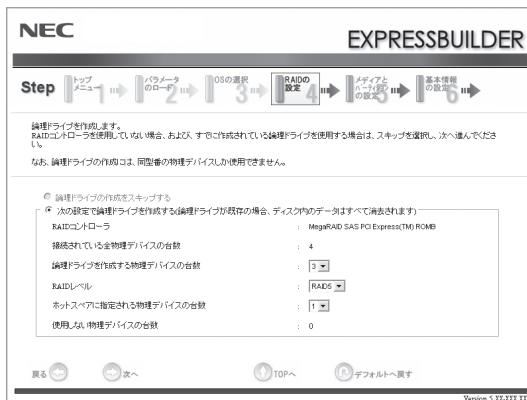 NEC
EXPRESSBUILDER
Step トップメニュー 1 パラメータのロード 2 OSの選択 3 RAIDの設定 4 メディアとパーティションの設定 5 基本情報の設定 6
論理ドライブを作成します。
RAIDコントローラを使用していない場合、および、すでに作成されている論理ドライブを使用する場合は、スキップを選択し、次へ進んでくださ
い。
なお、論理ドライブの作成には、同型番の物理デバイスしか使用できません。
論理ドライブの作成をスキップする
次の設定で論理ドライブを作成する(論理ドライブが既存の場合、ディスク内のデータはすべて消去されます)
RAIDコントローラ : MegaRAID SAS PCI Express(TM) ROMB
接続されている全物理デバイスの台数 : 4
論理ドライブを作成する物理デバイスの台数 : 3
RAIDレベル : RAID5
ホットスペアに指定される物理デバイスの台数 : 1
使用しない物理デバイスの台数 : 0
戻る 次へ TOPへ デフォルトへ戻す
Version 5.XX-XXX.XX